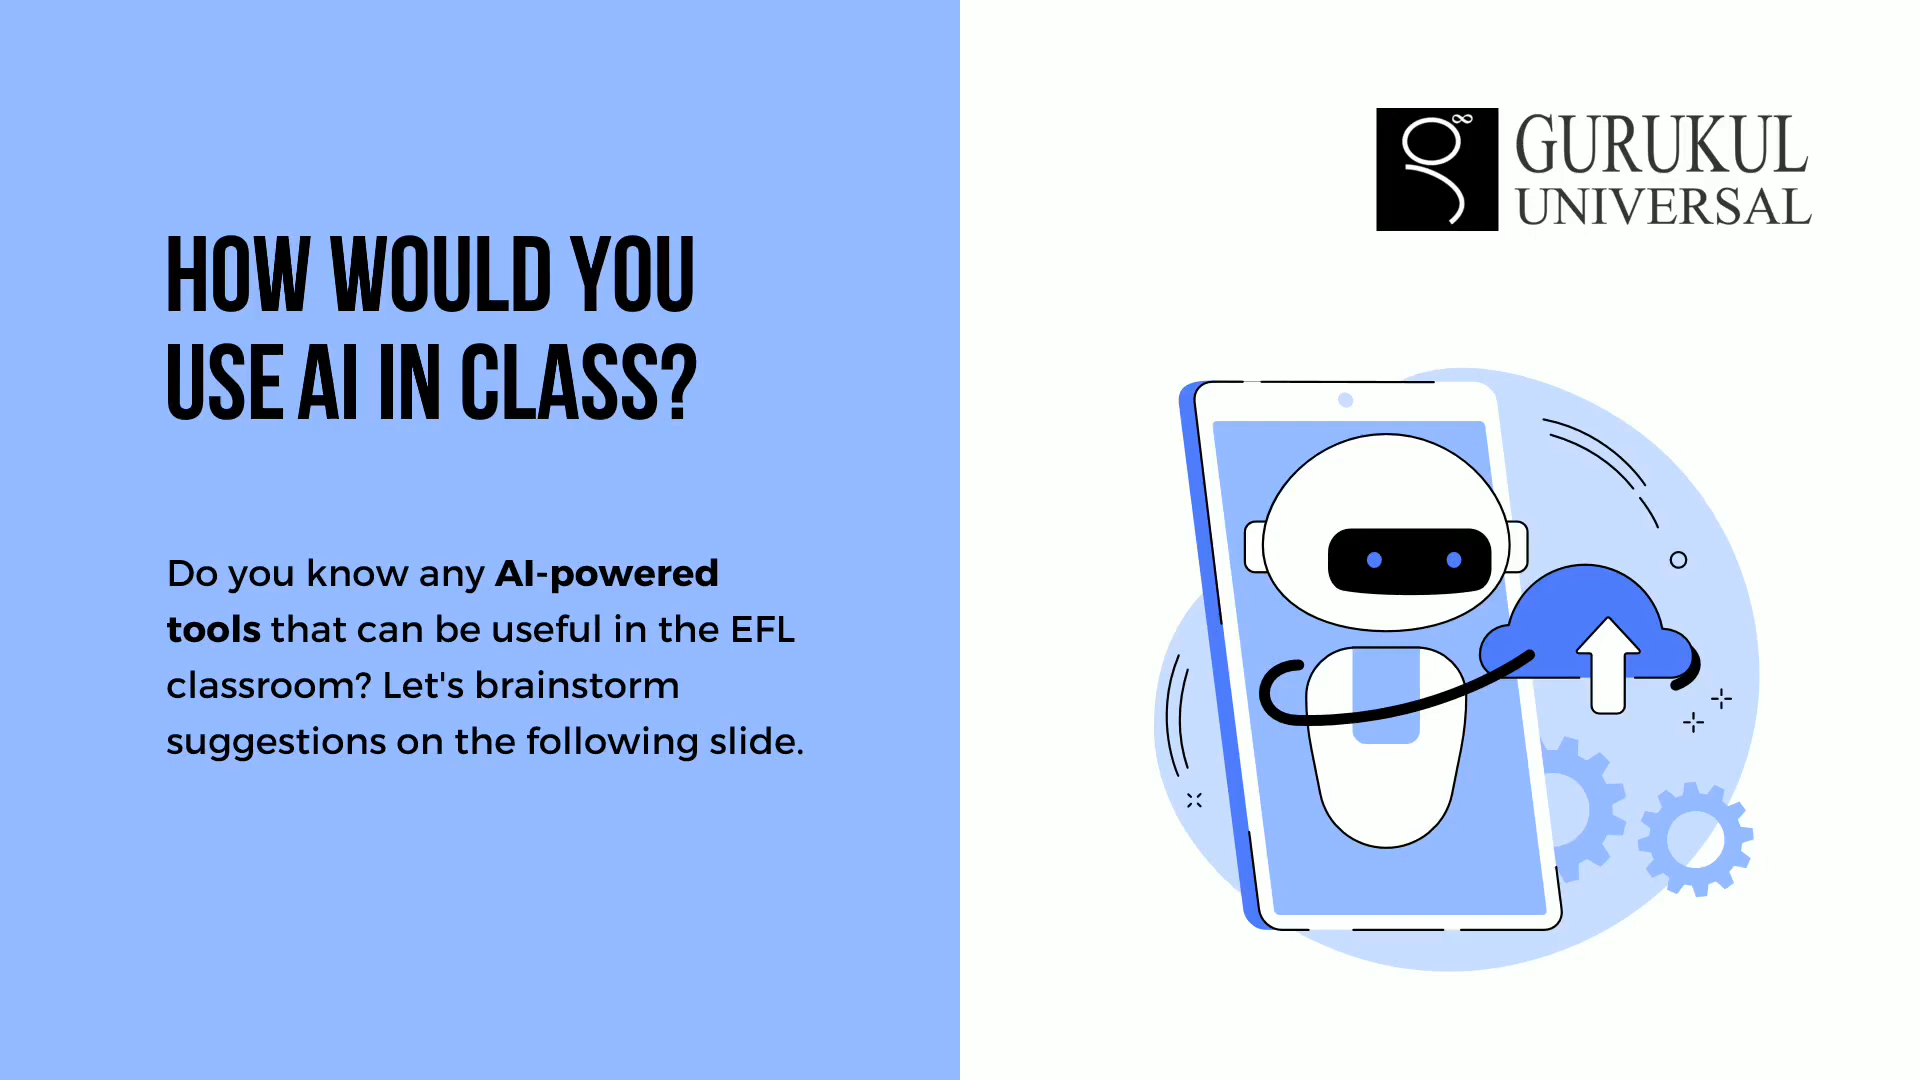 GURUKUL
UNIVERSAL
HOW WOULD YOU
USE AI IN CLASS?
Do you know any AI-powered
tools that can be useful in the EFL
classroom? Let's brainstorm
suggestions on the following slide.